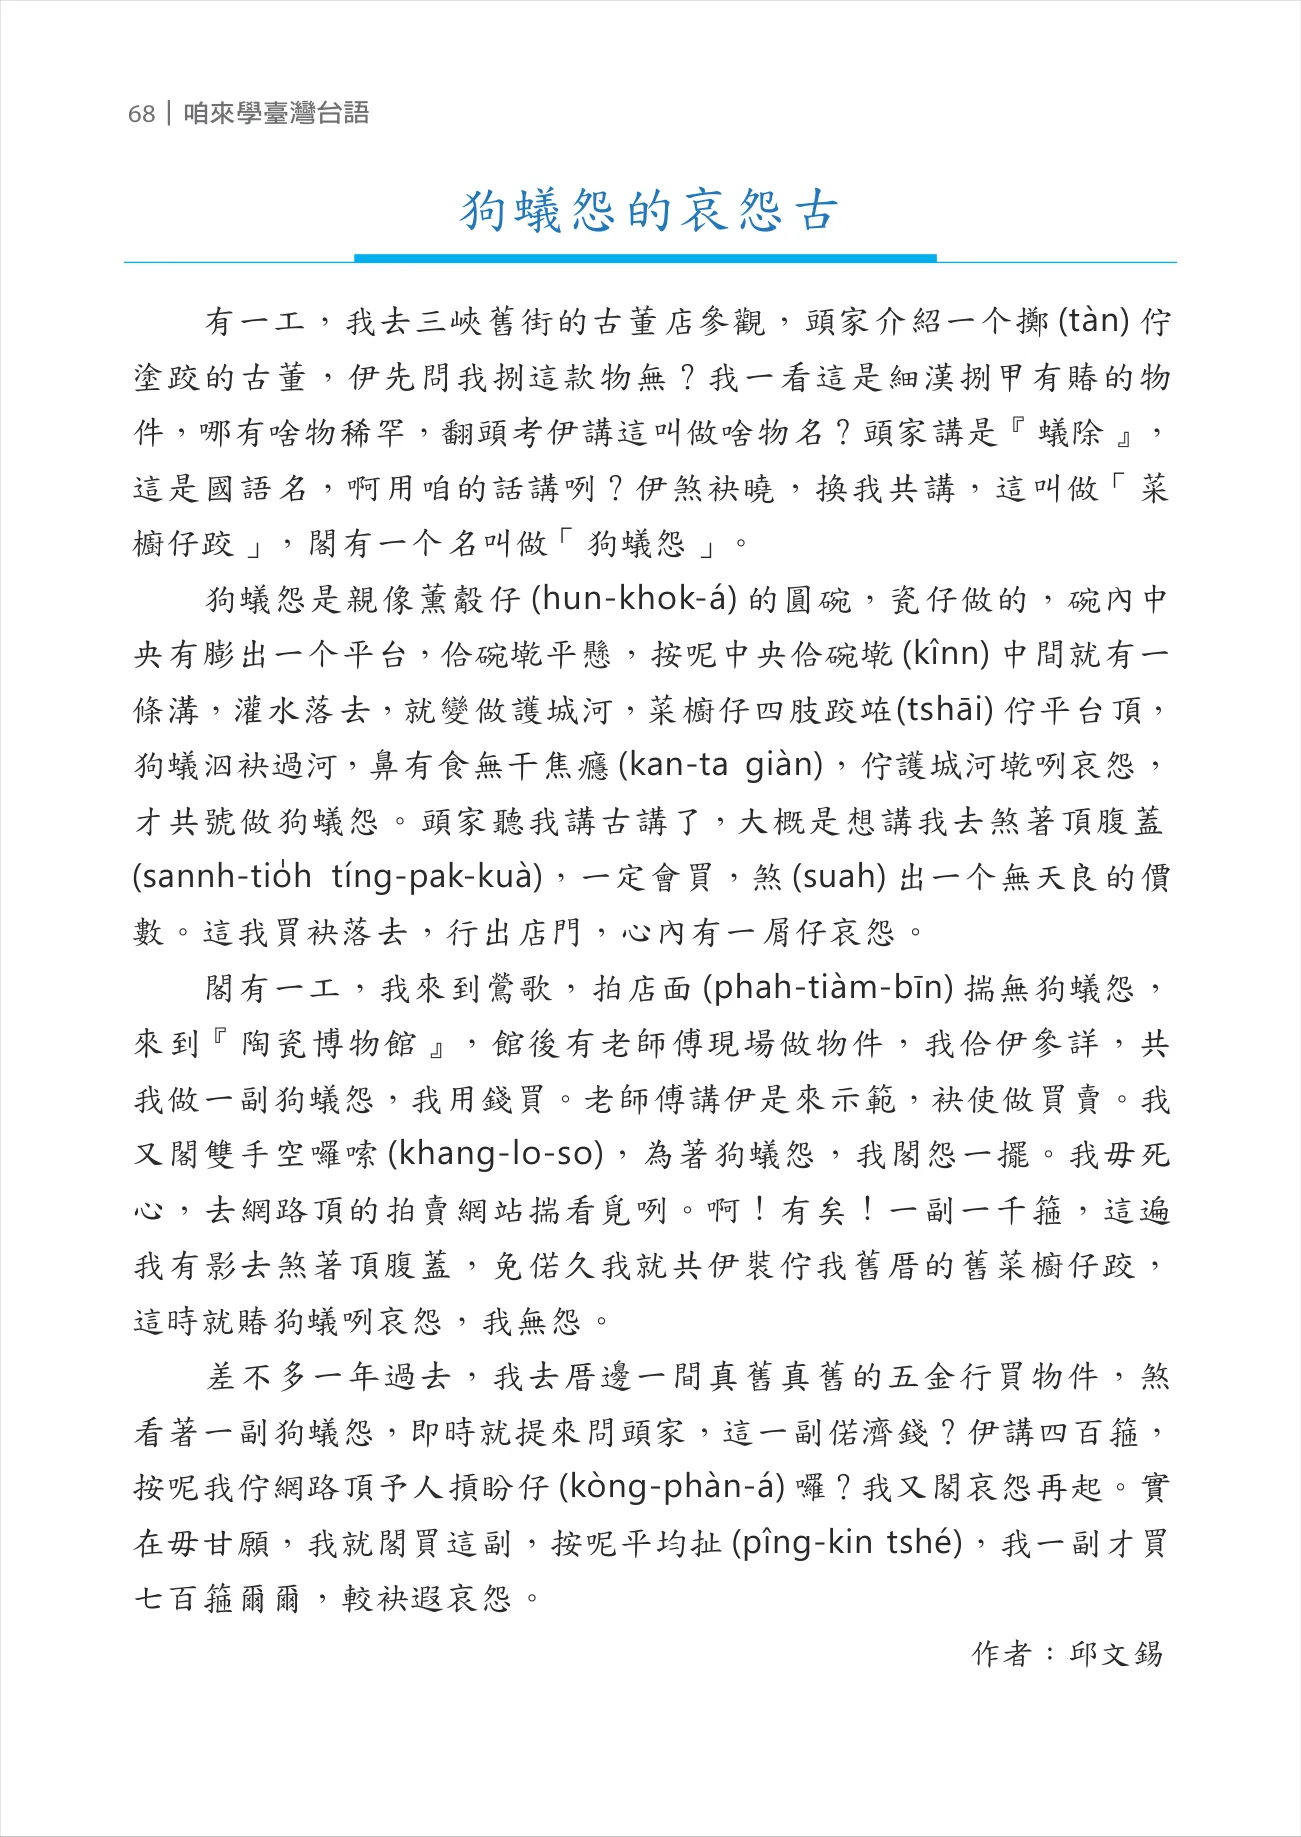 68｜咱來學臺灣台語
狗蟻怨的哀怨古
有一工，我去三峽舊街的古董店參觀，頭家介紹一个擲 (tàn) 佇
塗跤的古董，伊先問我捌這款物無？我一看這是細漢捌甲有賰的物
件，哪有啥物稀罕，翻頭考伊講這叫做啥物名？頭家講是『蟻除』，
這是國語名，啊用咱的話講咧？伊煞袂曉，換我共講，這叫做「菜
櫥仔跤」，閣有一个名叫做「狗蟻怨」。
狗蟻怨是親像薰觳仔 (hun-khok-á) 的圓碗，瓷仔做的，碗內中
央有膨出一个平台，佮碗墘平懸，按呢中央佮碗墘 (kînn) 中間就有一
條溝，灌水落去，就變做護城河，菜櫥仔四肢跤竫(tshāi) 佇平台頂，
狗蟻泅袂過河，鼻有食無干焦癮 (kan-ta giàn)，佇護城河墘咧哀怨，
才共號做狗蟻怨。頭家聽我講古講了，大概是想講我去煞著頂腹蓋
(sannh-tio̍h tíng-pak-kuà)，一定會買，煞 (suah) 出一个無天良的價
數。這我買袂落去，行出店門，心內有一屑仔哀怨。
閣有一工，我來到鶯歌，拍店面 (phah-tiàm-bīn) 揣無狗蟻怨，
來到『陶瓷博物館』，館後有老師傅現場做物件，我佮伊參詳，共
我做一副狗蟻怨，我用錢買。老師傅講伊是來示範，袂使做買賣。我
又閣雙手空囉嗦 (khang-lo-so)，為著狗蟻怨，我閣怨一擺。我毋死
心，去網路頂的拍賣網站揣看覓咧。啊！有矣！一副一千箍，這遍
我有影去煞著頂腹蓋，免偌久我就共伊裝佇我舊厝的舊菜櫥仔跤，
這時就賰狗蟻咧哀怨，我無怨。
差不多一年過去，我去厝邊一間真舊真舊的五金行買物件，煞
看著一副狗蟻怨，即時就提來問頭家，這一副偌濟錢？伊講四百箍，
按呢我佇網路頂予人摃盼仔 (kòng-phàn-á) 囉？我又閣哀怨再起。實
在毋甘願，我就閣買這副，按呢平均扯 (pîng-kin tshé)，我一副才買
七百箍爾爾，較袂遐哀怨。
作者：邱文錫